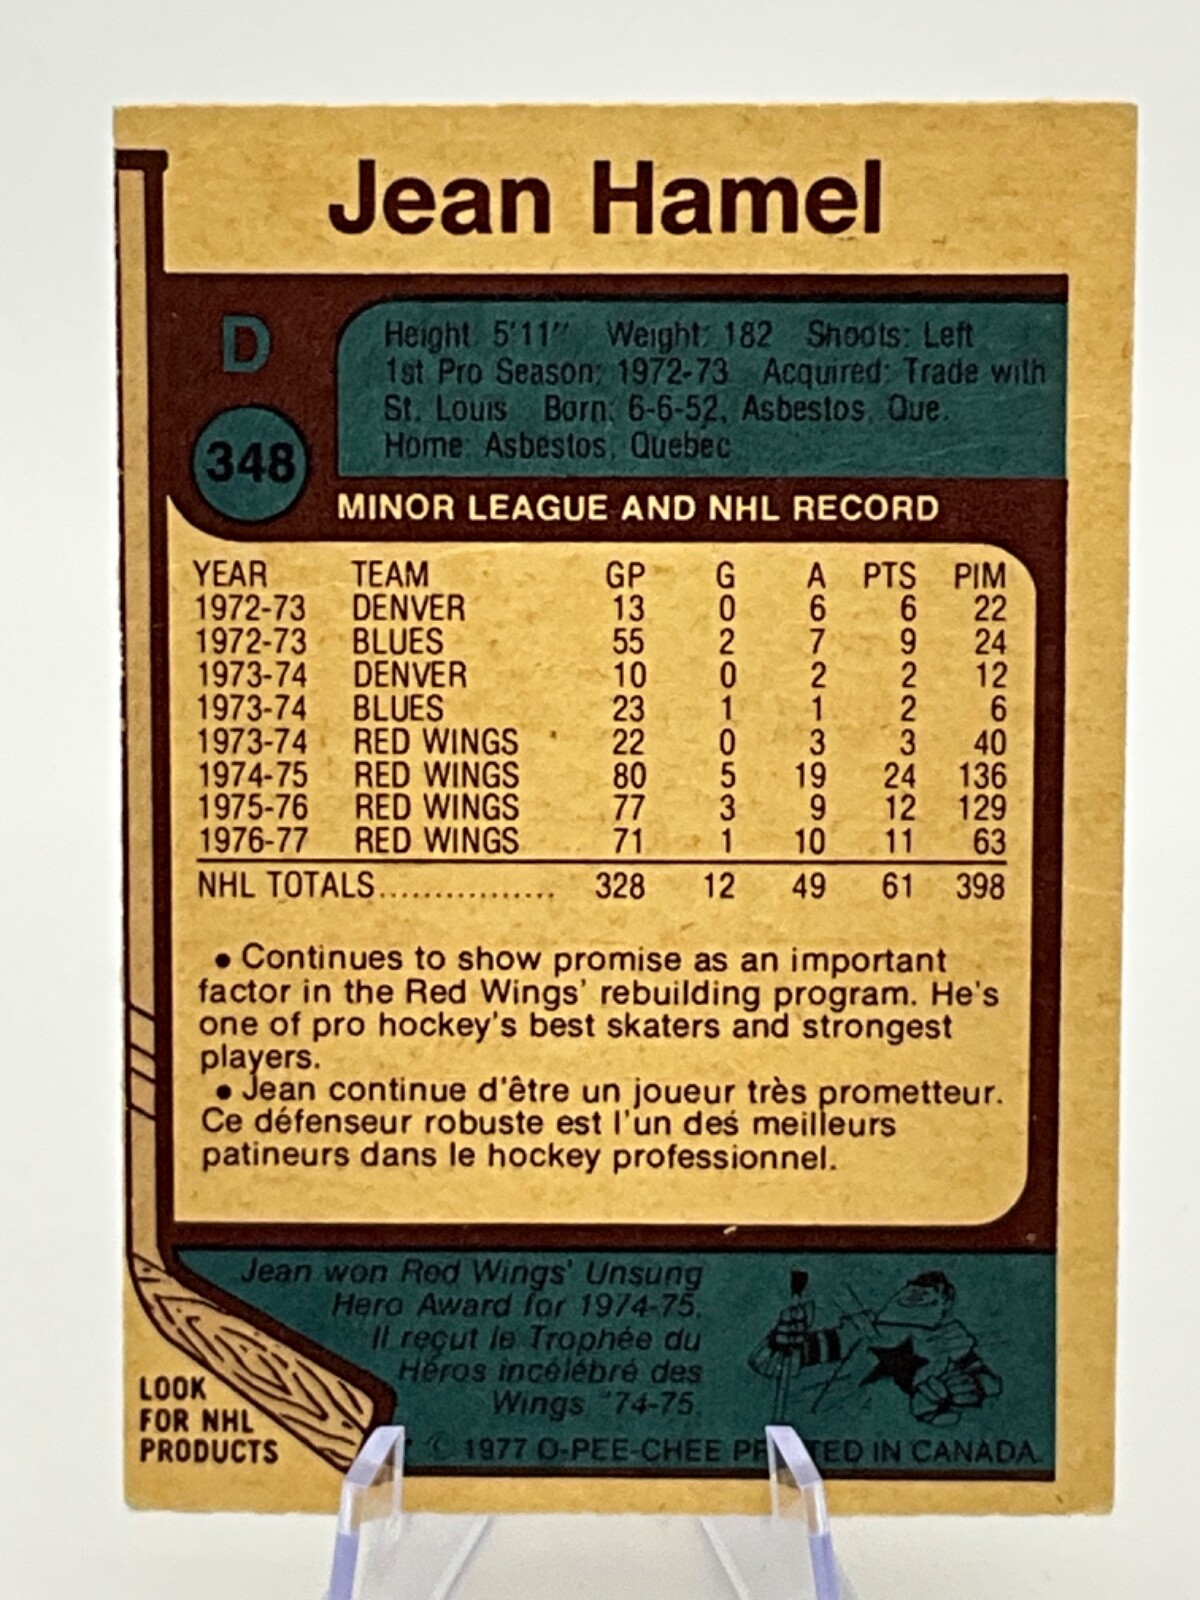 Jean Hamel
D
348
Height: 5'11" Weight: 182 Shoots: Left
1st Pro Season: 1972-73 Acquired: Trade with
St. Louis Born: 6-6-52, Asbestos, Que.
Home: Asbestos, Quebec
MINOR LEAGUE AND NHL RECORD
YEAR TEAM GP G A PTS PIM
1972-73 DENVER 13 0 6 6 22
1972-73 BLUES 55 2 7 9 24
1973-74 DENVER 10 0 2 2 12
1973-74 BLUES 23 1 1 2 6
1973-74 RED WINGS 22 0 3 3 40
1974-75 RED WINGS 80 5 19 24 136
1975-76 RED WINGS 77 3 9 12 129
1976-77 RED WINGS 71 1 10 11 63
NHL TOTALS................ 328 12 49 61 398
• Continues to show promise as an important
factor in the Red Wings' rebuilding program. He's
one of pro hockey's best skaters and strongest
players.
• Jean continue d'être un joueur très prometteur.
Ce défenseur robuste est l'un des meilleurs
patineurs dans le hockey professionnel.
Jean won Red Wings' Unsung
Hero Award for 1974-75.
Il reçut le Trophée du
Héros incélébré des
Wings '74-75.
LOOK
FOR NHL
PRODUCTS
© 1977 O-PEE-CHEE PRINTED IN CANADA